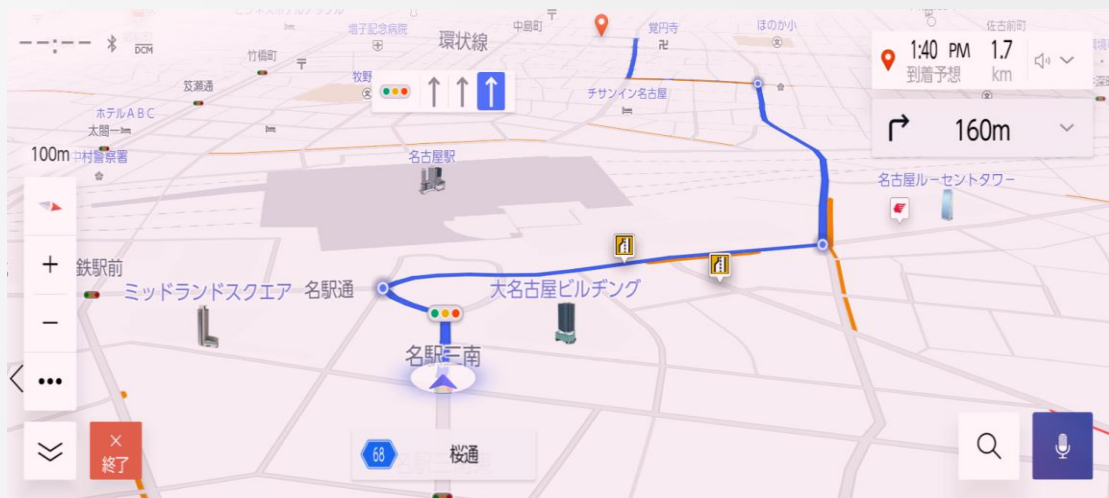 --:--
DCM
環状線
中島町
覚円寺
ほのか小
佐古前町
竹橋町
笈瀬通
牧野
チサンイン名古屋
ホテルABC
太閤一
100m
中村警察署
名古屋駅
1:40 PM
1.7
到着予想
km
160m
名古屋ルーセントタワー
鉄駅前
ミッドランドスクエア
名駅通
大名古屋ビルヂング
名駅三南
×
終了
68
桜通